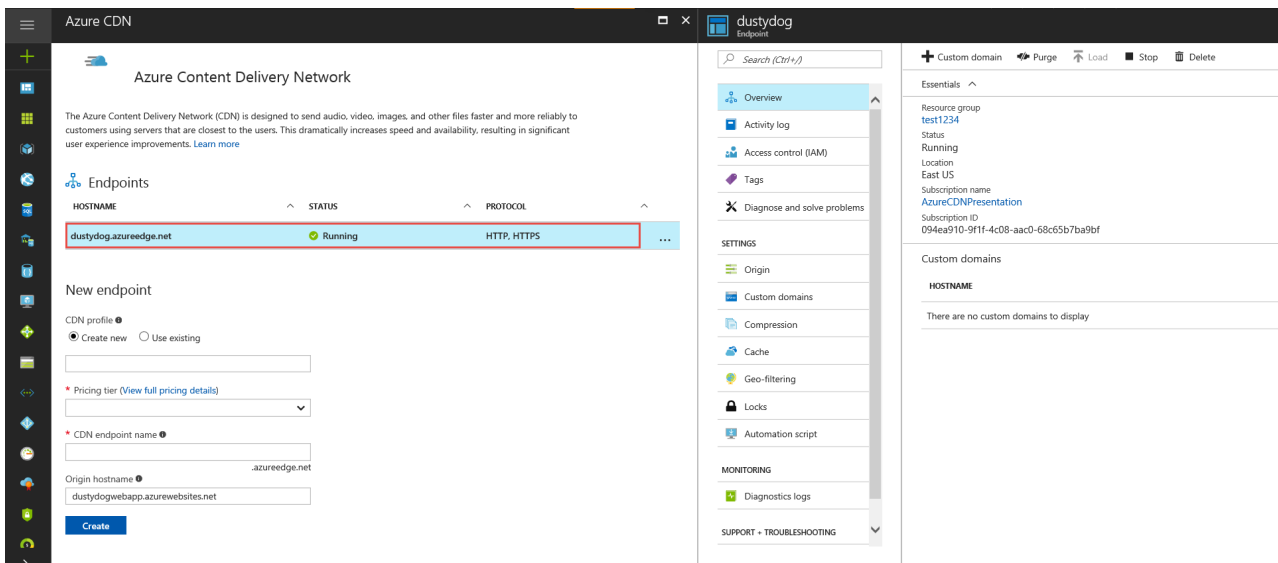 Azure CDN
Azure Content Delivery Network
The Azure Content Delivery Network (CDN) is designed to send audio, video, images, and other files faster and more reliably to
customers using servers that are closest to the users. This dramatically increases speed and availability, resulting in significant
user experience improvements. Learn more
Endpoints
HOSTNAME STATUS PROTOCOL
dustydog.azureedge.net Running HTTP, HTTPS ...
New endpoint
CDN profile
Create new Use existing
* Pricing tier (View full pricing details)
* CDN endpoint name
.azureedge.net
Origin hostname
dustydogwebapp.azurewebsites.net
Create
dustydog
Endpoint
Search (Ctrl+/)
Overview
Activity log
Access control (IAM)
Tags
Diagnose and solve problems
SETTINGS
Origin
Custom domains
Compression
Cache
Geo-filtering
Locks
Automation script
MONITORING
Diagnostics logs
SUPPORT + TROUBLESHOOTING
Custom domain Purge Load Stop Delete
Essentials
Resource group
test1234
Status
Running
Location
East US
Subscription name
AzureCDNPresentation
Subscription ID
094ea910-9f1f-4c08-aac0-68c65b7ba9bf
Custom domains
HOSTNAME
There are no custom domains to display